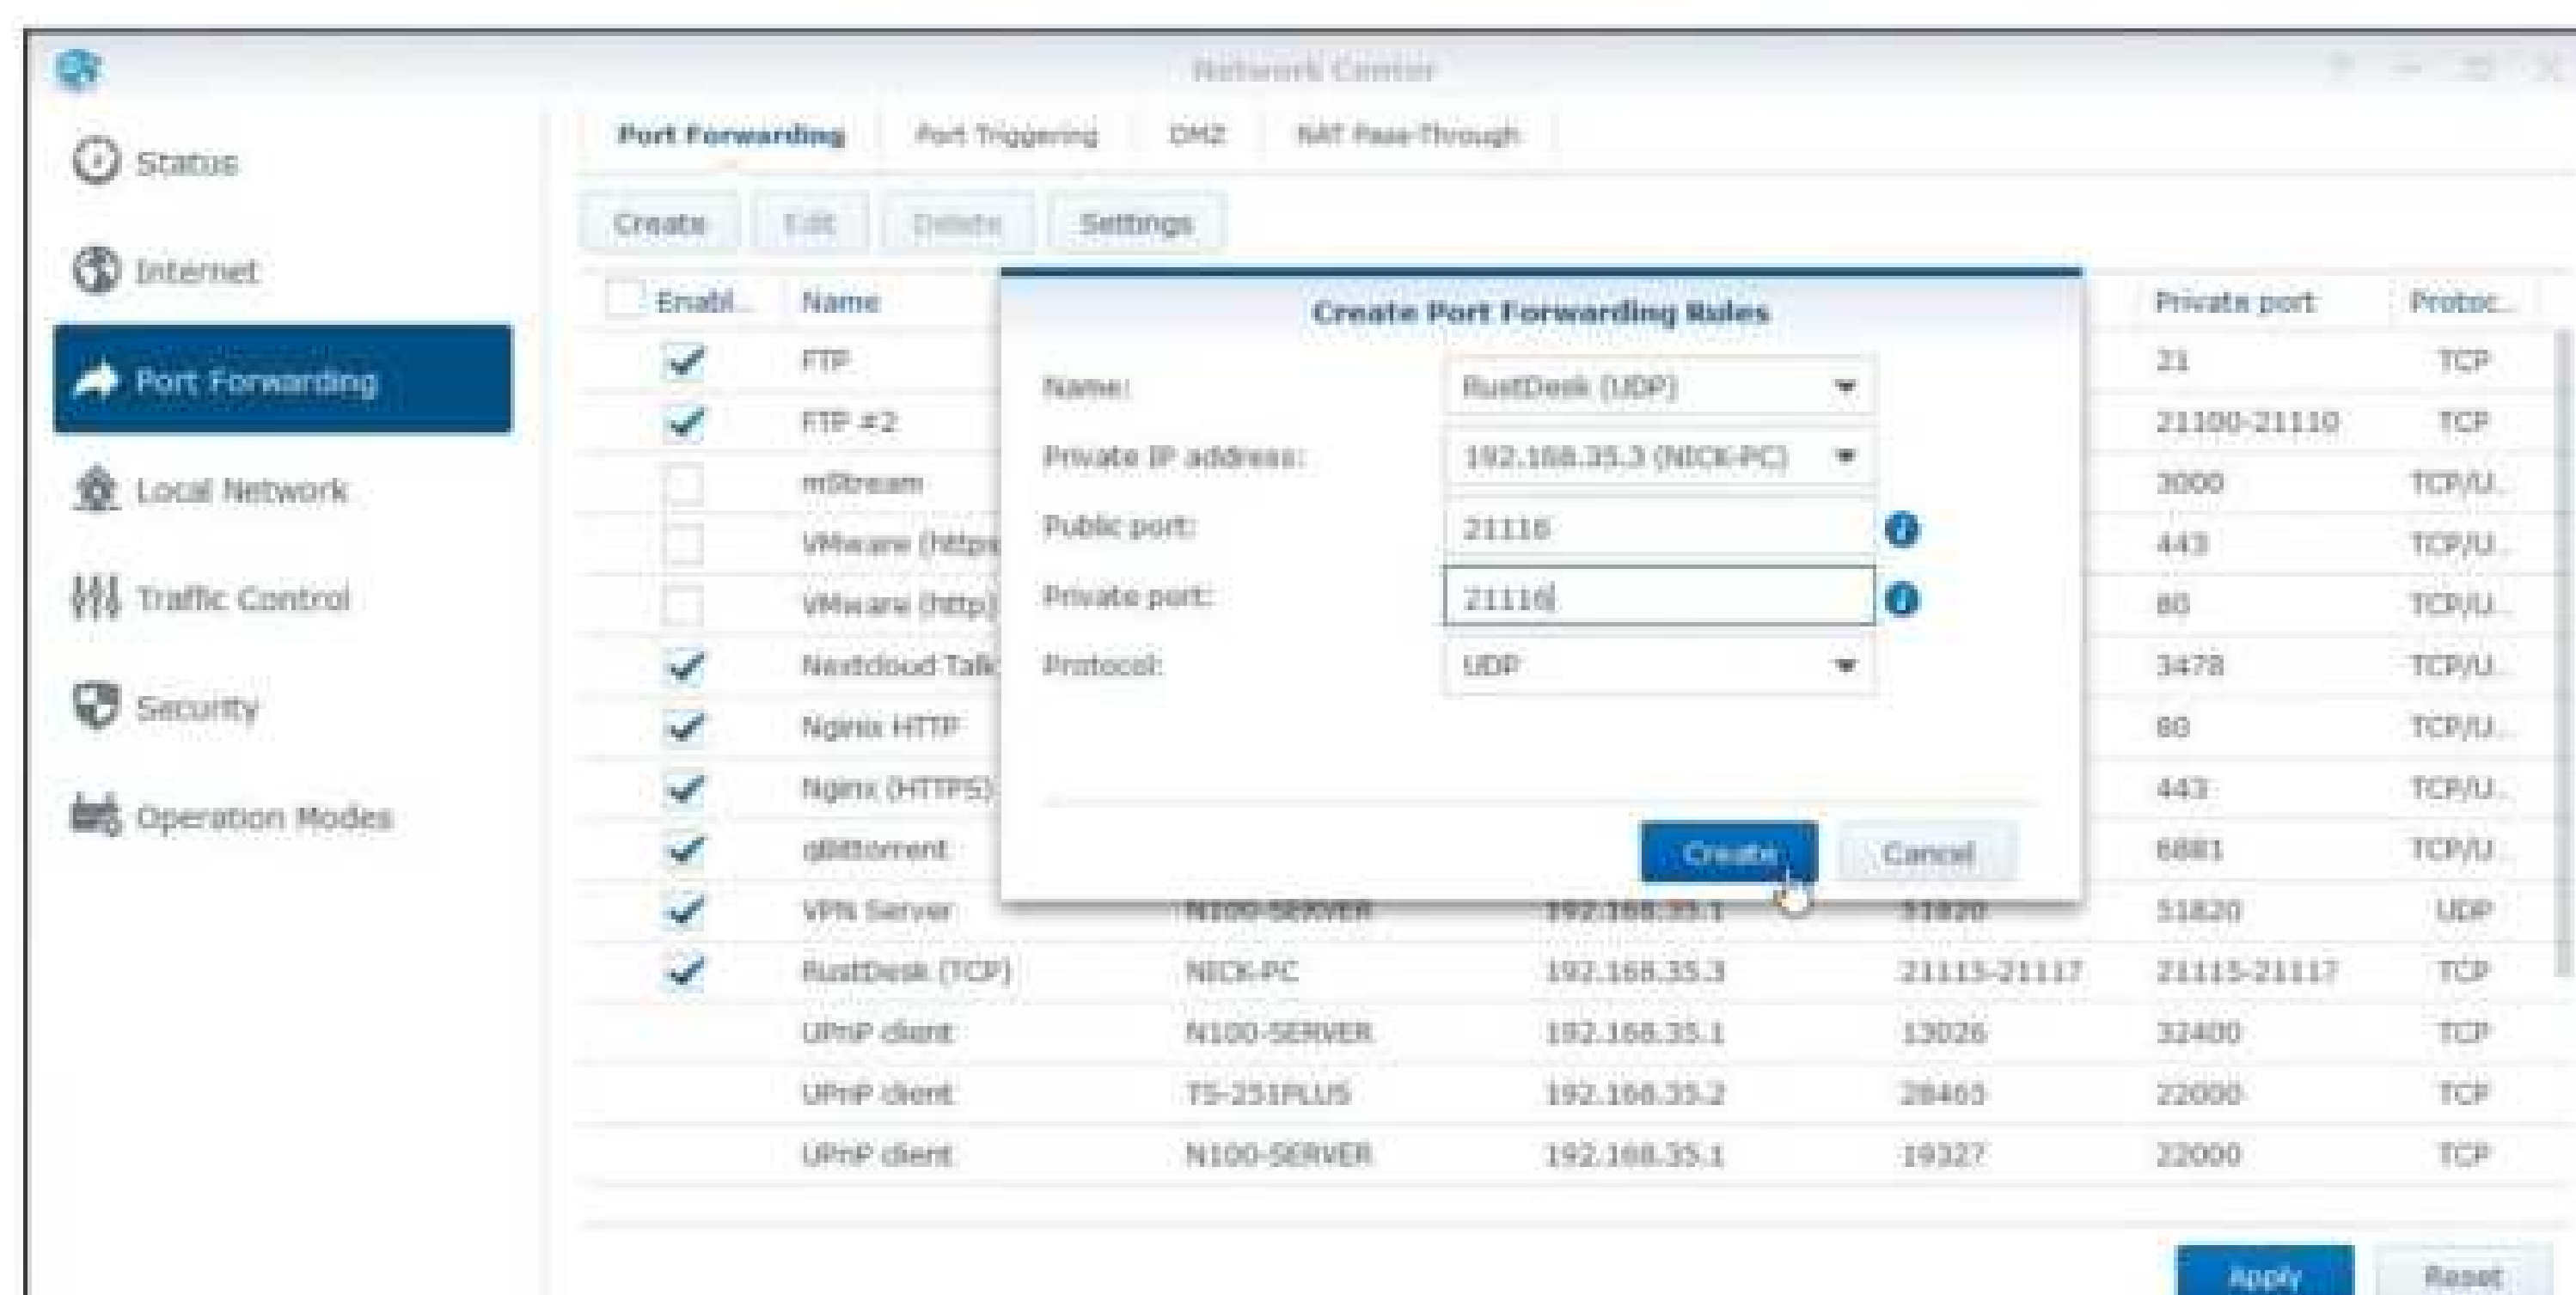 Network Center
Status
Internet
Port Forwarding
Local Network
Traffic Control
Security
Operation Modes
Port Forwarding Port Triggering DMZ NAT Pass-Through
Create Edit Delete Settings
Enabl... Name Private port Protoc...
FTP 21 TCP
FTP #2 21100-21110 TCP
mStream 3000 TCP/U...
VMware (https 443 TCP/U...
VMware (http) 80 TCP/U...
Nextcloud Talk 3478 TCP/U...
Nginix HTTP 80 TCP/U...
Nginx (HTTPS) 443 TCP/U...
qBittorrent 6881 TCP/U...
VPN Server N100-SERVER 192.168.35.1 51820 51820 UDP
RustDesk (TCP) NICK-PC 192.168.35.3 21115-21117 21115-21117 TCP
UPnP client N100-SERVER 192.168.35.1 13026 32400 TCP
UPnP client TS-251PLUS 192.168.35.2 28465 22000 TCP
UPnP client N100-SERVER 192.168.35.1 19327 22000 TCP
Create Port Forwarding Rules
Name: RustDesk (UDP)
Private IP address: 192.168.35.3 (NICK-PC)
Public port: 21116
Private port: 21116
Protocol: UDP
Create Cancel
Apply Reset